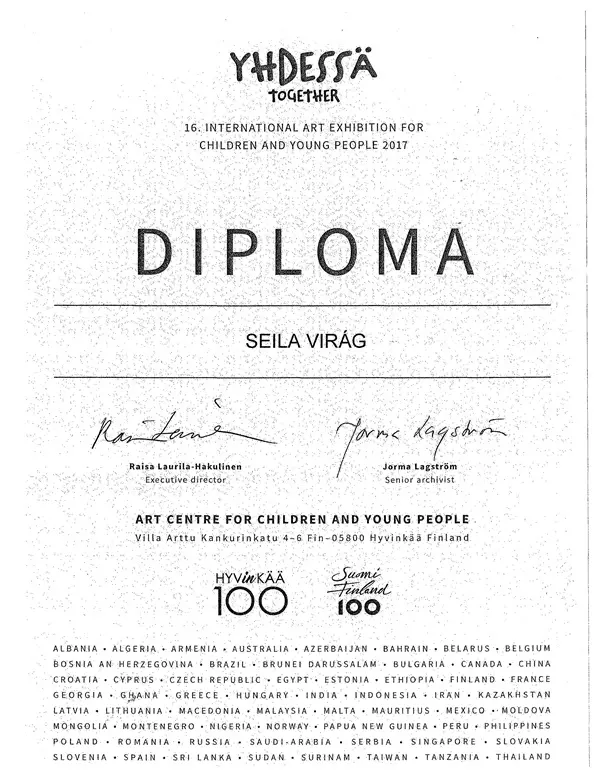 YHDESSÄ
TOGETHER
16. INTERNATIONAL ART EXHIBITION FOR
CHILDREN AND YOUNG PEOPLE 2017
DIPLOMA
SEILA VIRÁG
Jorma Lagström
Raisa Laurila-Hakulinen
Executive director
Jorma Lagström
Senior archivist
ART CENTRE FOR CHILDREN AND YOUNG PEOPLE
Villa Arttu Kankurinkatu 4–6 Fin–05800 Hyvinkää Finland
HYVinKÄÄ
100
Suomi
Finland
100
ALBANIA • ALGERIA • ARMENIA • AUSTRALIA • AZERBAIJAN • BAHRAIN • BELARUS • BELGIUM
BOSNIA AN HERZEGOVINA • BRAZIL • BRUNEI DARUSSALAM • BULGARIA • CANADA • CHINA
CROATIA • CYPRUS • CZECH REPUBLIC • EGYPT • ESTONIA • ETHIOPIA • FINLAND • FRANCE
GEORGIA • GHANA • GREECE • HUNGARY • INDIA • INDONESIA • IRAN • KAZAKHSTAN
LATVIA • LITHUANIA • MACEDONIA • MALAYSIA • MALTA • MAURITIUS • MEXICO • MOLDOVA
MONGOLIA • MONTENEGRO • NIGERIA • NORWAY • PAPUA NEW GUINEA • PERU • PHILIPPINES
POLAND • ROMANIA • RUSSIA • SAUDI-ARABIA • SERBIA • SINGAPORE • SLOVAKIA
SLOVENIA • SPAIN • SRI LANKA • SUDAN • SURINAM • TAIWAN • TANZANIA • THAILAND